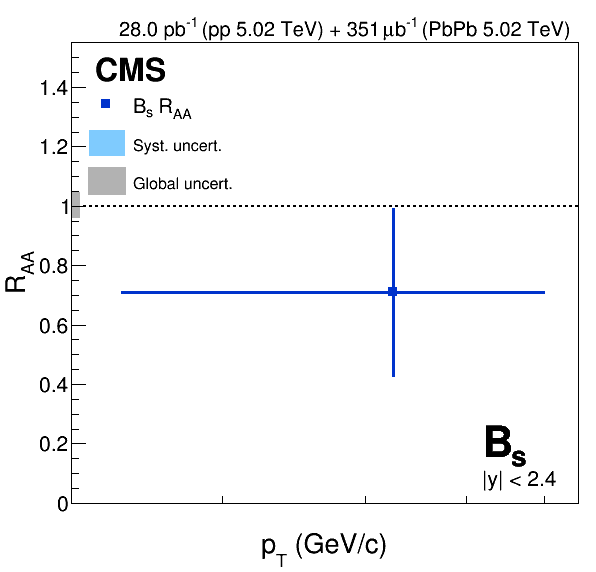 28.0 pb⁻¹ (pp 5.02 TeV) + 351 μb⁻¹ (PbPb 5.02 TeV)
CMS
Bₛ R_AA
Syst. uncert.
Global uncert.
1.4
1.2
1
0.8
0.6
0.4
0.2
0
R_AA
Bₛ
|y| < 2.4
p_T (GeV/c)